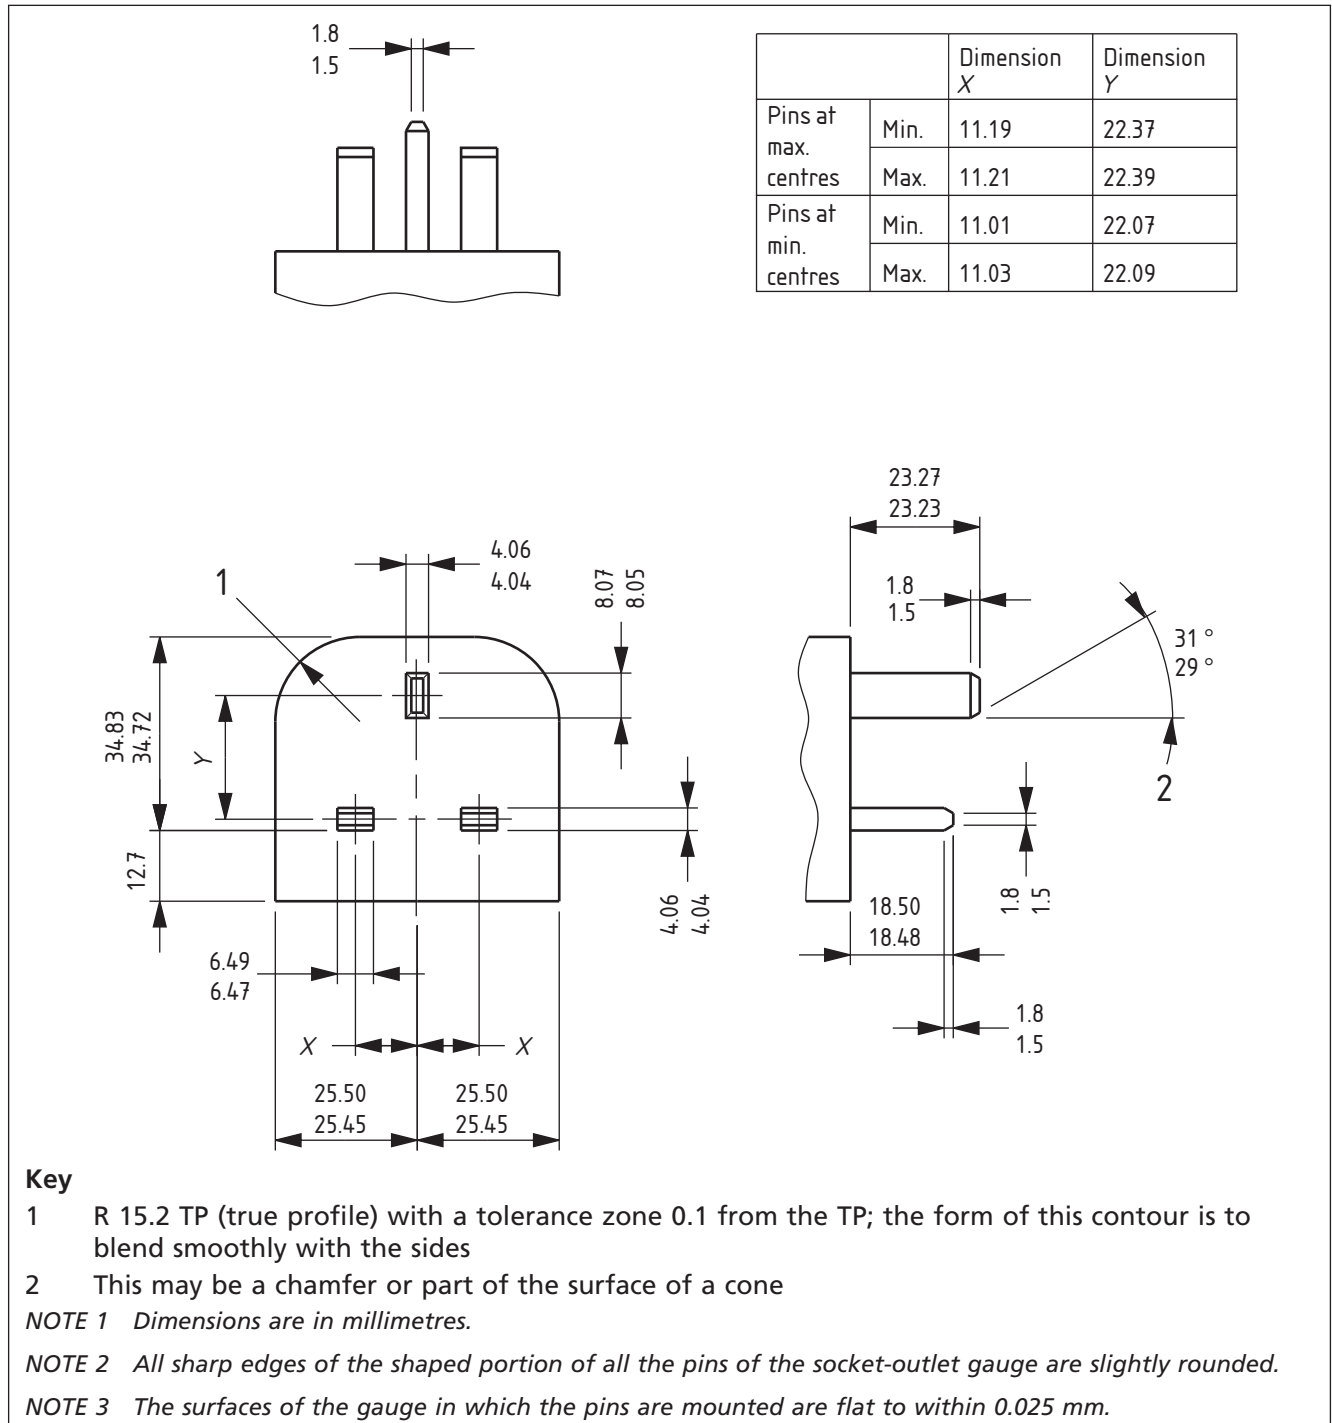 1.8
1.5
Dimension X
Dimension Y
Pins at max. centres
Min. 11.19 22.37
Max. 11.21 22.39
Pins at min. centres
Min. 11.01 22.07
Max. 11.03 22.09
23.27
23.23
4.06
4.04
8.07
8.05
1
1.8
1.5
31 °
29 °
34.83
34.72
Y
2
12.7
4.06
4.04
18.50
18.48
1.8
1.5
6.49
6.47
1.8
1.5
X
X
25.50
25.45
25.50
25.45
Key
1 R 15.2 TP (true profile) with a tolerance zone 0.1 from the TP; the form of this contour is to
blend smoothly with the sides
2 This may be a chamfer or part of the surface of a cone
NOTE 1 Dimensions are in millimetres.
NOTE 2 All sharp edges of the shaped portion of all the pins of the socket-outlet gauge are slightly rounded.
NOTE 3 The surfaces of the gauge in which the pins are mounted are flat to within 0.025 mm.